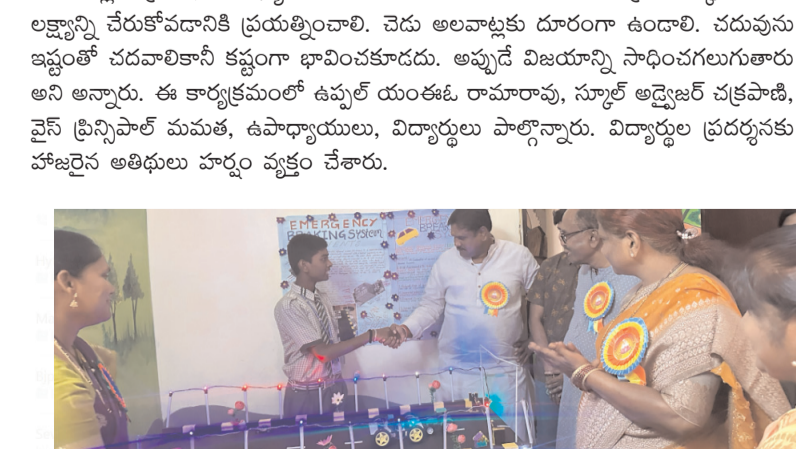 లక్ష్యాన్ని చేరుకోవడానికి ప్రయత్నించాలి. చెడు అలవాట్లకు దూరంగా ఉండాలి. చదువును
ఇష్టంతో చదవాలికానీ కష్టంగా భావించకూడదు. అప్పుడే విజయాన్ని సాధించగలుగుతారు
అని అన్నారు. ఈ కార్యక్రమంలో ఉప్పల్ యంఈఓ రామారావు, స్కూల్ అడ్వైజర్ చక్రపాణి,
వైస్ ప్రిన్సిపాల్ మమత, ఉపాధ్యాయులు, విద్యార్థులు పాల్గొన్నారు. విద్యార్థుల ప్రదర్శనకు
హాజరైన అతిథులు హర్షం వ్యక్తం చేశారు.
EMERGENCY
BRAKING SYSTEM